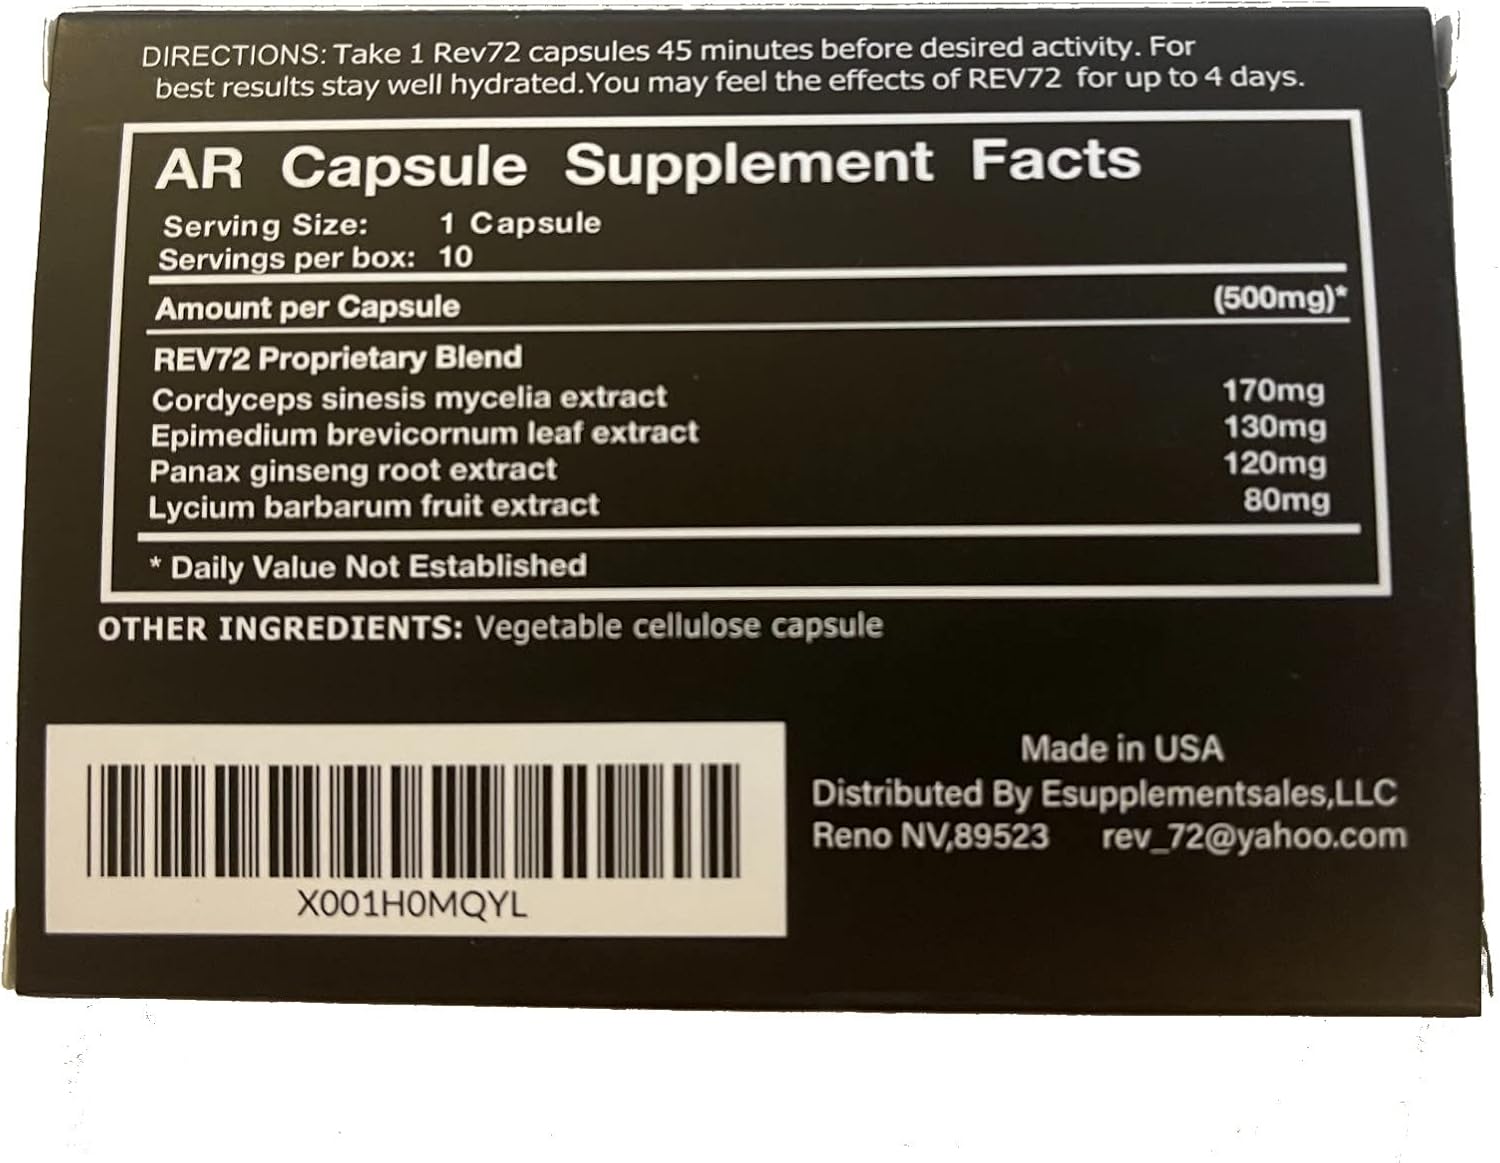 DIRECTIONS: Take 1 Rev72 capsules 45 minutes before desired activity. For
best results stay well hydrated.You may feel the effects of REV72 for up to 4 days.
AR Capsule Supplement Facts
Serving Size: 1 Capsule
Servings per box: 10
Amount per Capsule (500mg)*
REV72 Proprietary Blend
Cordyceps sinesis mycelia extract 170mg
Epimedium brevicornum leaf extract 130mg
Panax ginseng root extract 120mg
Lycium barbarum fruit extract 80mg
* Daily Value Not Established
OTHER INGREDIENTS: Vegetable cellulose capsule
Made in USA
Distributed By Esupplementsales,LLC
Reno NV,89523 rev_72@yahoo.com
X001H0MQYL